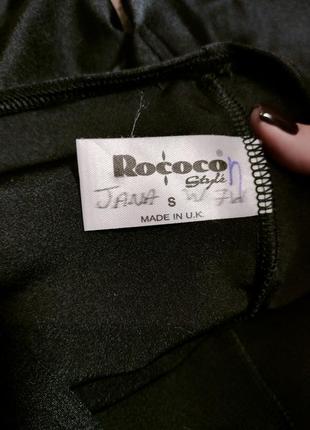 Rococo
Style
JANA S
MADE IN U.K.